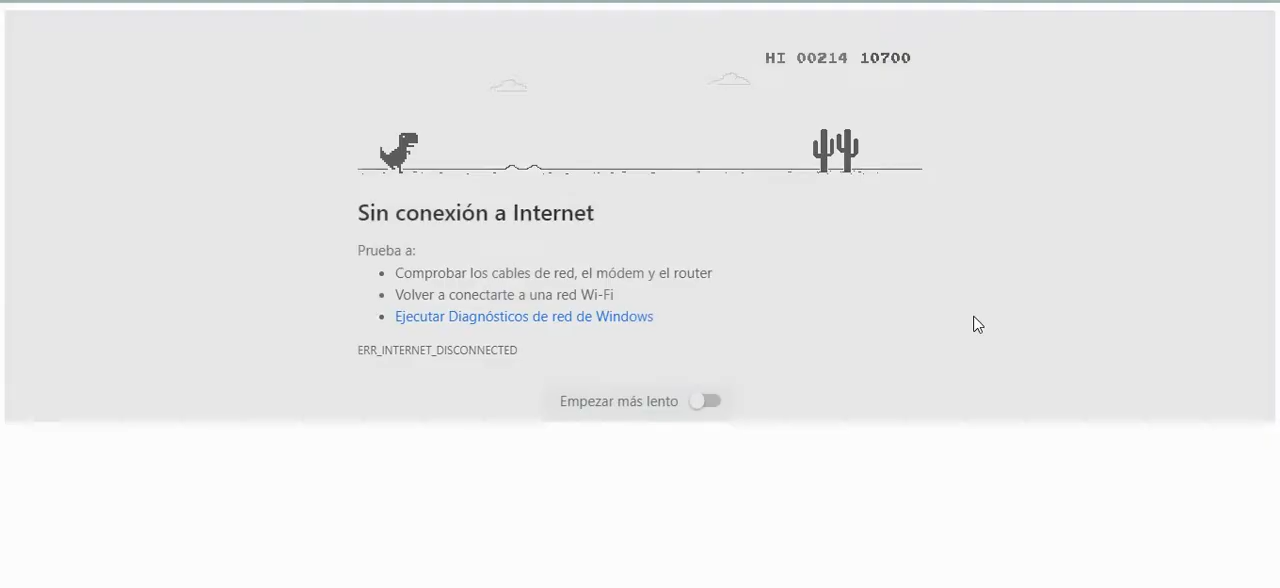 HI 00214 10700
Sin conexión a Internet
Prueba a:
Comprobar los cables de red, el módem y el router
Volver a conectarte a una red Wi-Fi
Ejecutar Diagnósticos de red de Windows
ERR_INTERNET_DISCONNECTED
Empezar más lento